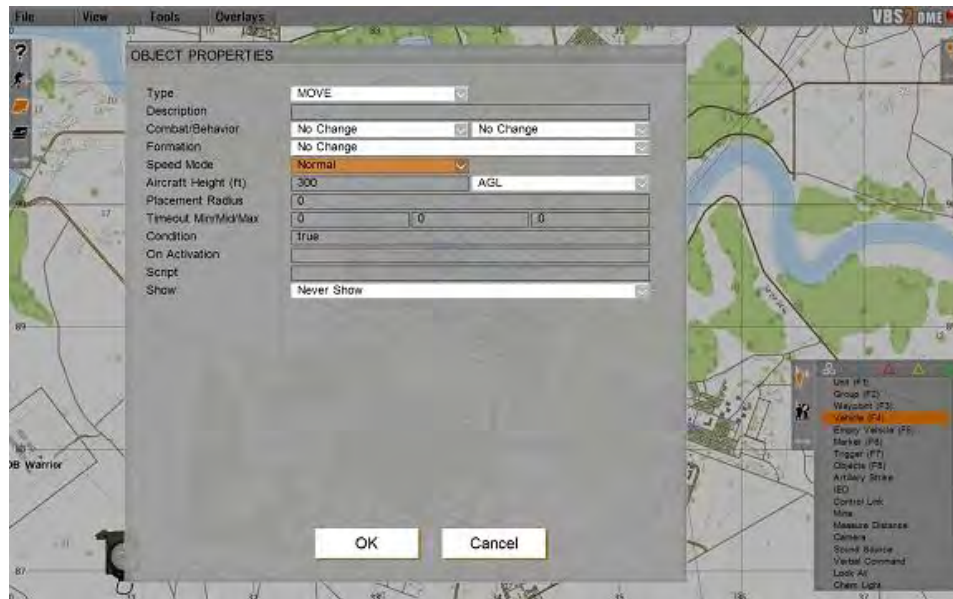 File View Tools Overlays VBS2 OME
OBJECT PROPERTIES
Type MOVE
Description
Combat/Behavior No Change No Change
Formation No Change
Speed Mode Normal
Aircraft Height (ft) 300 AGL
Placement Radius 0
Timeout Min/Mid/Max 0 0 0
Condition true
On Activation
Script
Show Never Show
OK Cancel
Unit (F1)
Group (F2)
Waypoint (F3)
Vehicle (F4)
Empty Vehicle (F5)
Marker (F6)
Trigger (F7)
Objects (F8)
Artillery Strike
IED
Control Link
Mine
Measure Distance
Camera
Sound Source
Verbal Command
Look At
Chem Light
OB Warrior
89
87